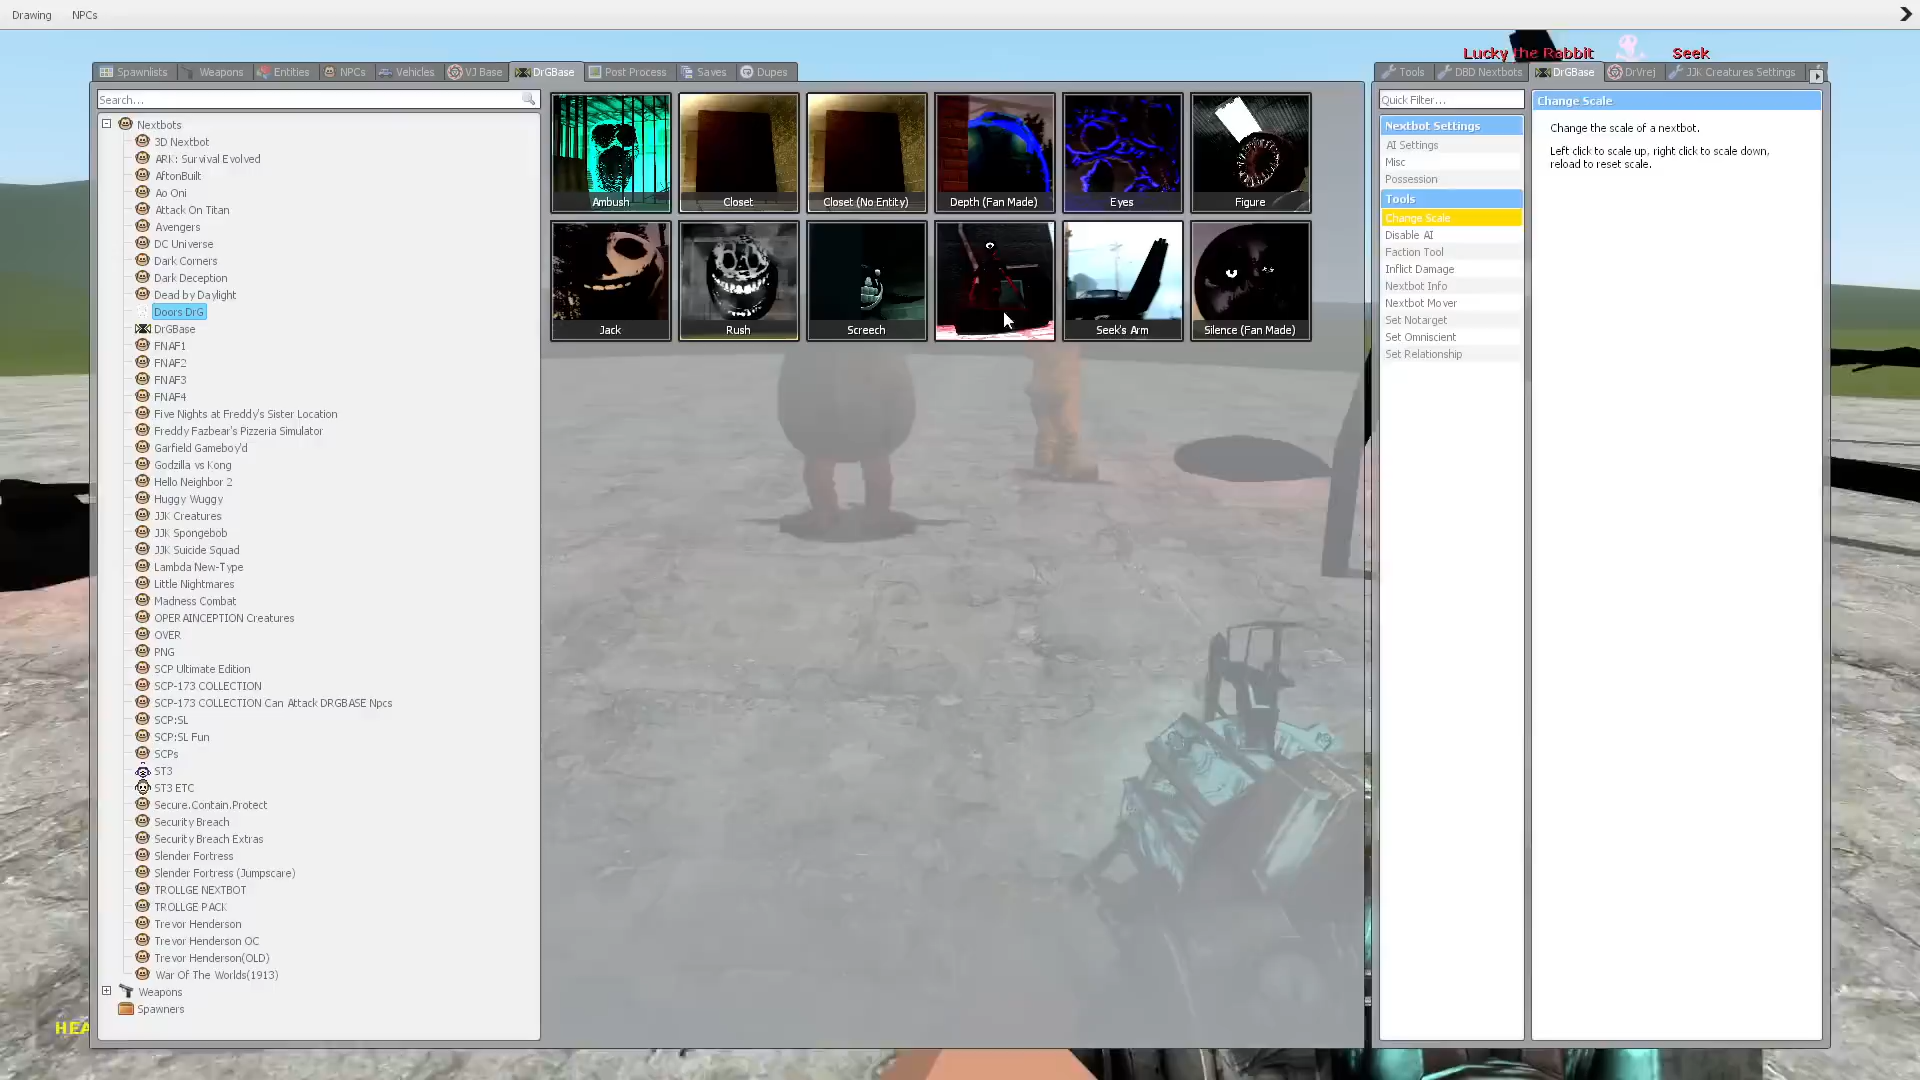 Drawing NPCs
Lucky the Rabbit Seek
Spawnlists Weapons Entities NPCs Vehicles VJ Base DrGBase Post Process Saves Dupes
Search...
Nextbots
3D Nextbot
ARK: Survival Evolved
AftonBuilt
Ao Oni
Attack On Titan
Avengers
DC Universe
Dark Corners
Dark Deception
Dead by Daylight
Doors DrG
DrGBase
FNAF1
FNAF2
FNAF3
FNAF4
Five Nights at Freddy's Sister Location
Freddy Fazbear's Pizzeria Simulator
Garfield Gameboy'd
Godzilla vs Kong
Hello Neighbor 2
Huggy Wuggy
JJK Creatures
JJK Spongebob
JJK Suicide Squad
Lambda New-Type
Little Nightmares
Madness Combat
OPERAINCEPTION Creatures
OVER
PNG
SCP Ultimate Edition
SCP-173 COLLECTION
SCP-173 COLLECTION Can Attack DRGBASE Npcs
SCP:SL
SCP:SL Fun
SCPs
ST3
ST3 ETC
Secure.Contain.Protect
Security Breach
Security Breach Extras
Slender Fortress
Slender Fortress (Jumpscare)
TROLLGE NEXTBOT
TROLLGE PACK
Trevor Henderson
Trevor Henderson OC
Trevor Henderson(OLD)
War Of The Worlds(1913)
Weapons
Spawners
Ambush Closet Closet (No Entity) Depth (Fan Made) Eyes Figure
Jack Rush Screech Seek's Arm Silence (Fan Made)
Tools DBD Nextbots DrGBase DrVrej JJK Creatures Settings
Quick Filter...
Nextbot Settings
AI Settings
Misc
Possession
Tools
Change Scale
Disable AI
Faction Tool
Inflict Damage
Nextbot Info
Nextbot Mover
Set Notarget
Set Omniscient
Set Relationship
Change Scale
Change the scale of a nextbot.
Left click to scale up, right click to scale down,
reload to reset scale.
HEA